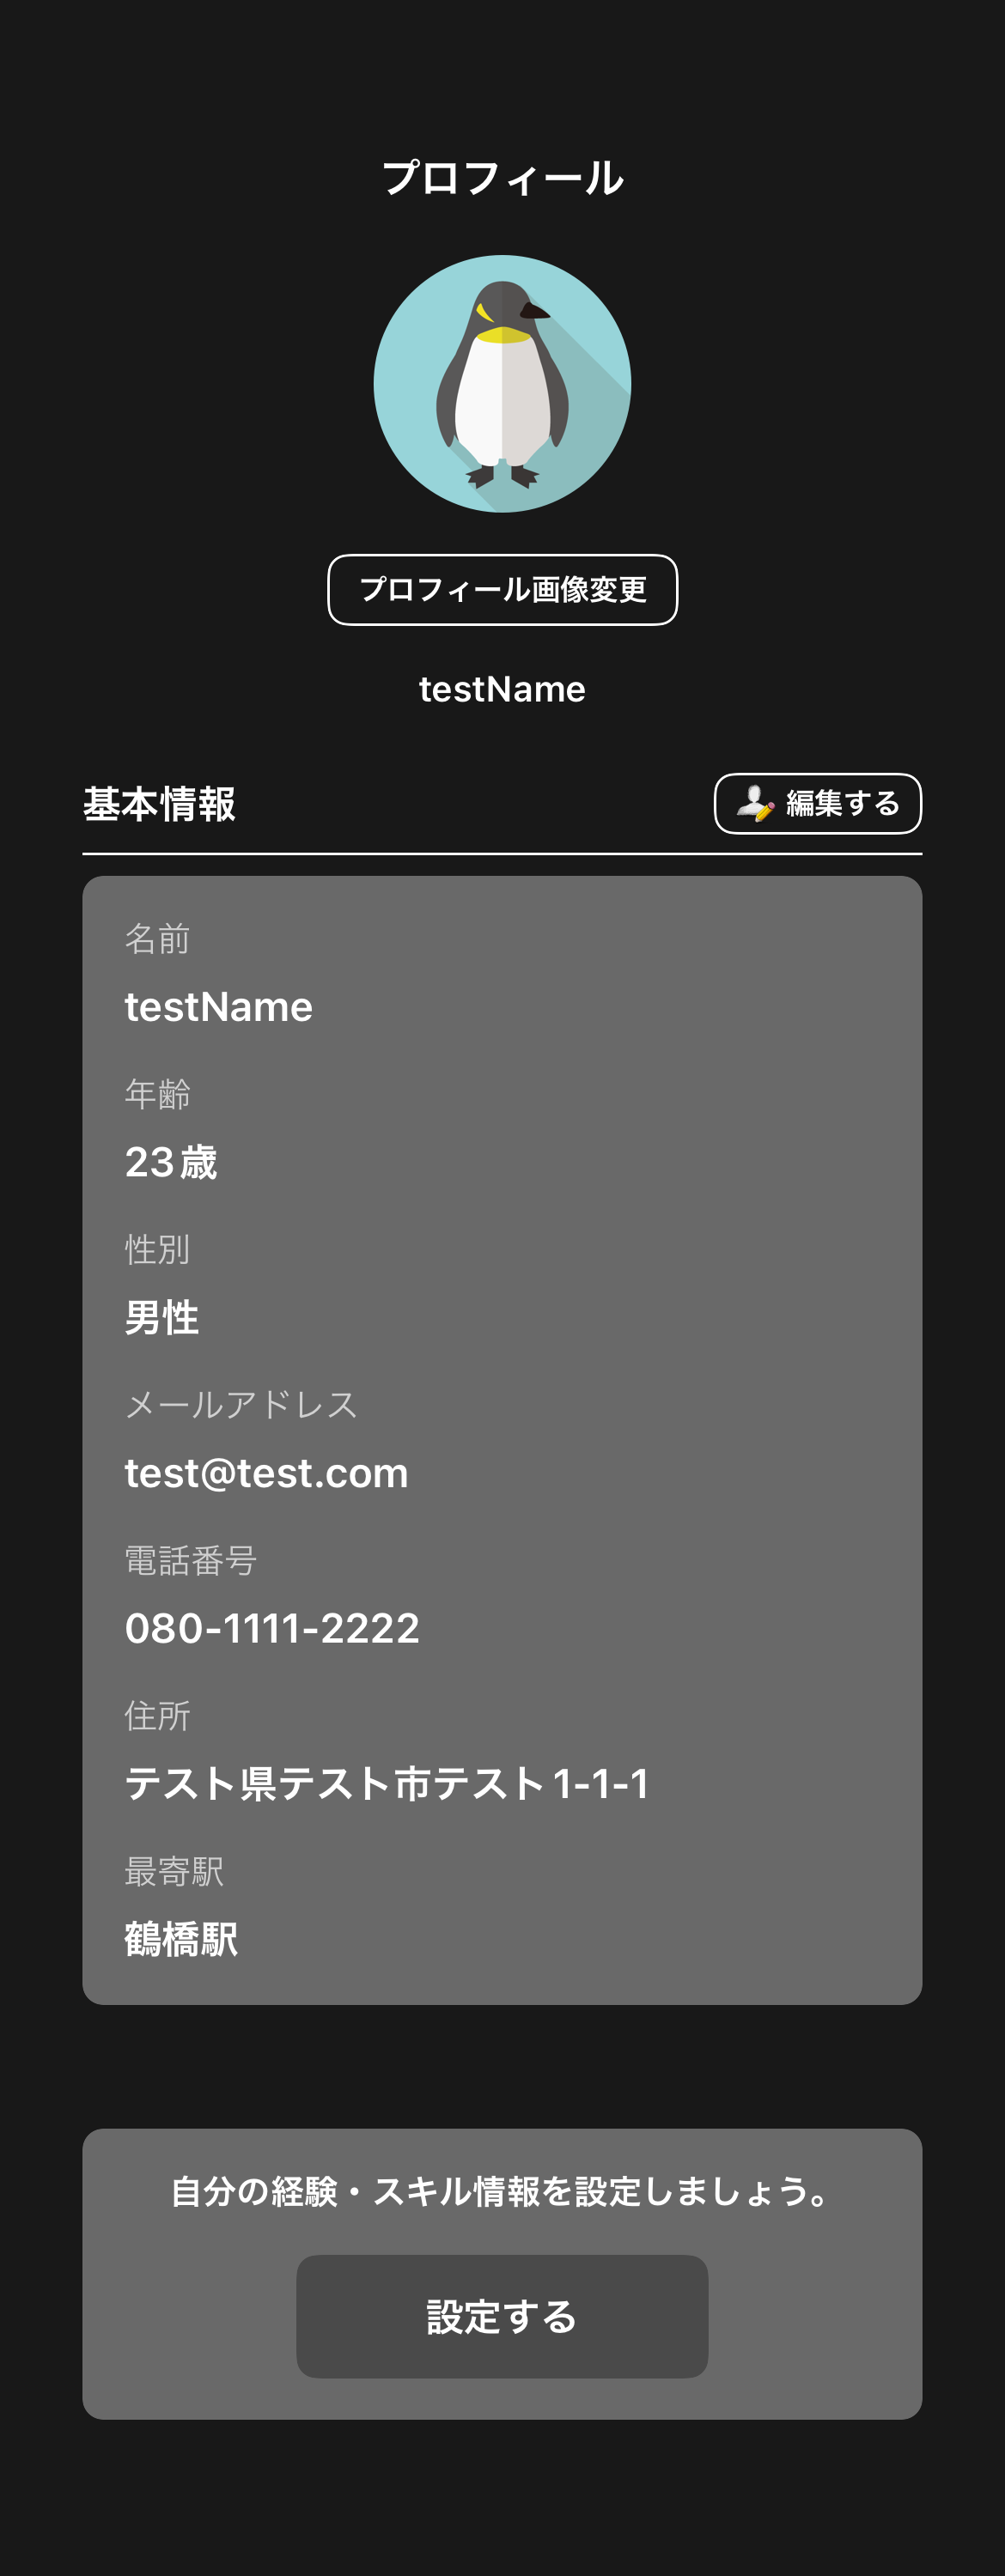 プロフィール
プロフィール画像変更
testName
基本情報
編集する
名前
testName
年齢
23歳
性別
男性
メールアドレス
test@test.com
電話番号
080-1111-2222
住所
テスト県テスト市テスト1-1-1
最寄駅
鶴橋駅
自分の経験・スキル情報を設定しましょう。
設定する